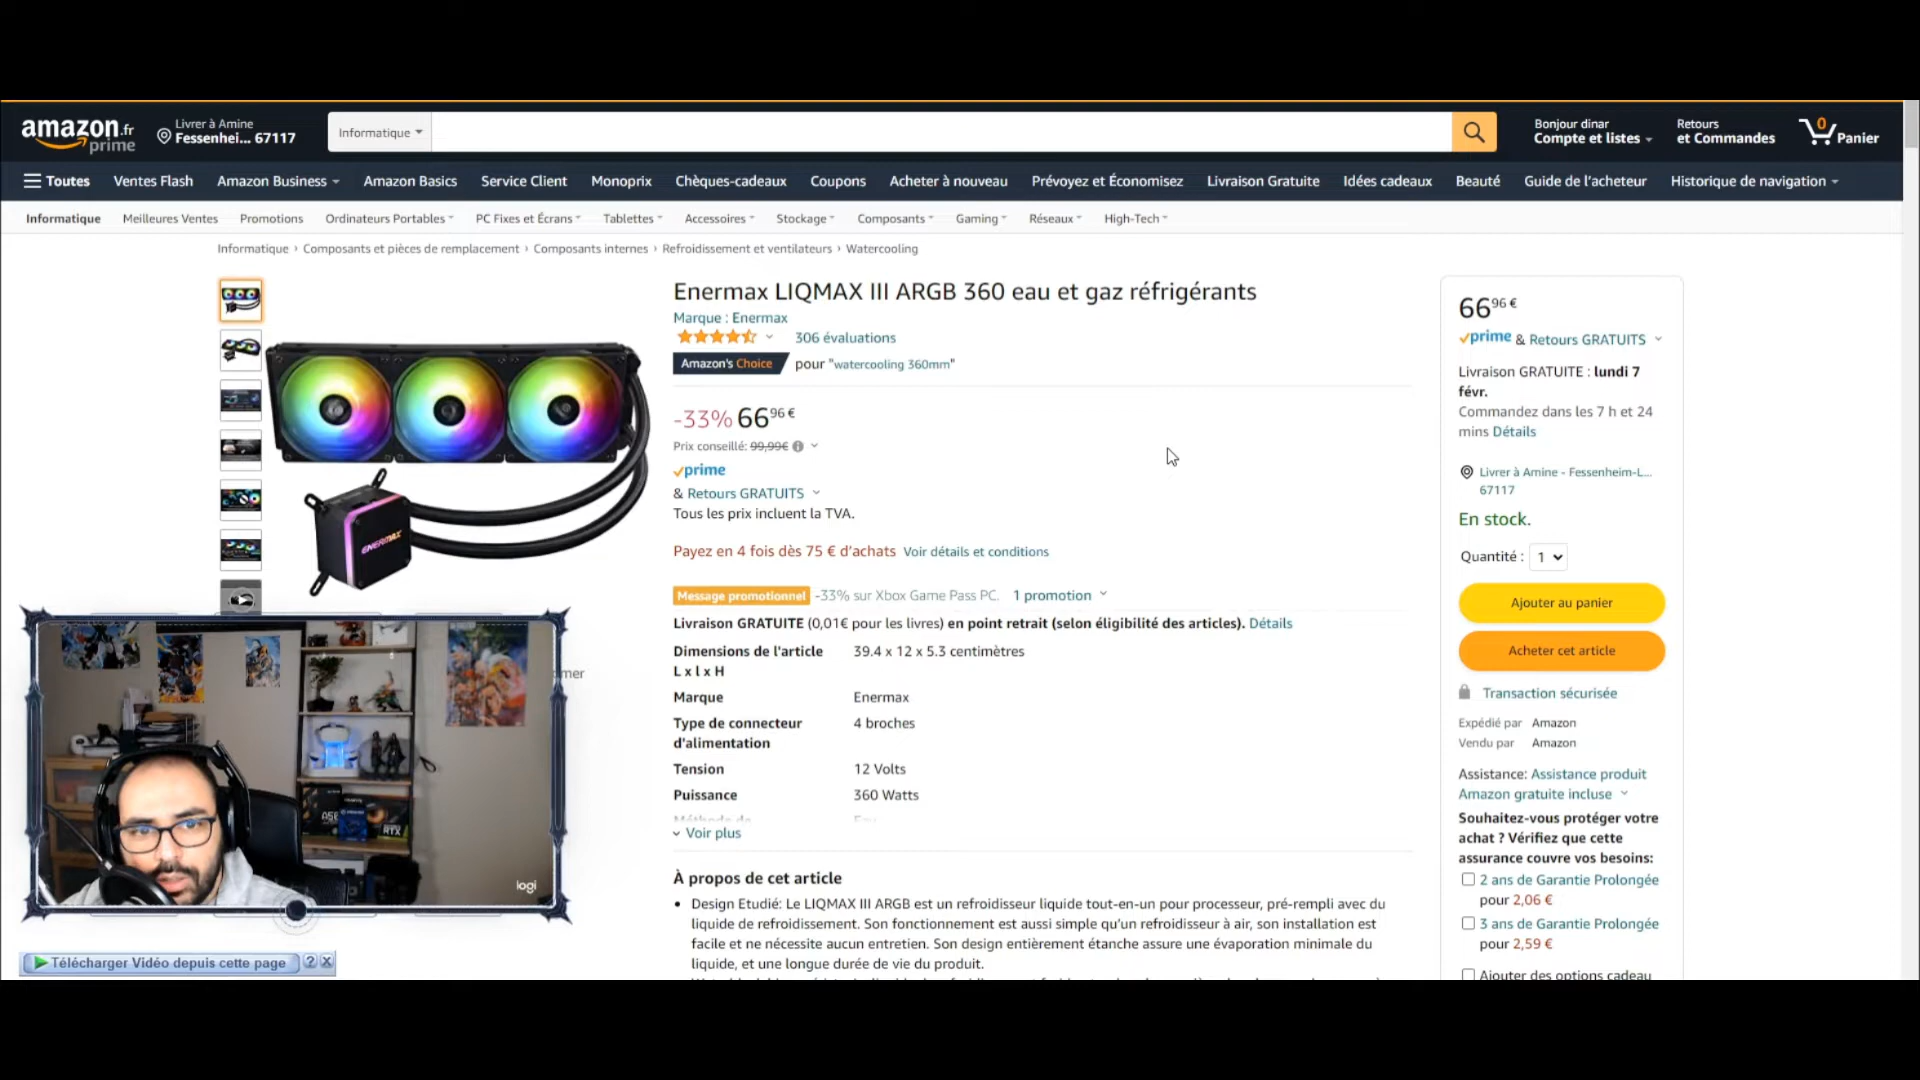 amazon.fr
prime
Livrer à Amine
Fessenhei... 67117
Informatique
Bonjour dinar
Compte et listes
Retours
et Commandes
0
Panier
Toutes
Ventes Flash
Amazon Business
Amazon Basics
Service Client
Monoprix
Chèques-cadeaux
Coupons
Acheter à nouveau
Prévoyez et Économisez
Livraison Gratuite
Idées cadeaux
Beauté
Guide de l'acheteur
Historique de navigation
Informatique
Meilleures Ventes
Promotions
Ordinateurs Portables
PC Fixes et Écrans
Tablettes
Accessoires
Stockage
Composants
Gaming
Réseaux
High-Tech
Informatique › Composants et pièces de remplacement › Composants internes › Refroidissement et ventilateurs › Watercooling
ENERMAX
Enermax LIQMAX III ARGB 360 eau et gaz réfrigérants
Marque : Enermax
306 évaluations
Amazon's Choice pour "watercooling 360mm"
-33% 66,96 €
Prix conseillé: 99,99€
prime
& Retours GRATUITS
Tous les prix incluent la TVA.
Payez en 4 fois dès 75 € d'achats Voir détails et conditions
Message promotionnel -33% sur Xbox Game Pass PC. 1 promotion
Livraison GRATUITE (0,01€ pour les livres) en point retrait (selon éligibilité des articles). Détails
Dimensions de l'article 39.4 x 12 x 5.3 centimètres
L x l x H
Marque Enermax
Type de connecteur 4 broches
d'alimentation
Tension 12 Volts
Puissance 360 Watts
Voir plus
À propos de cet article
Design Etudié: Le LIQMAX III ARGB est un refroidisseur liquide tout-en-un pour processeur, pré-rempli avec du
liquide de refroidissement. Son fonctionnement est aussi simple qu'un refroidisseur à air, son installation est
facile et ne nécessite aucun entretien. Son design entièrement étanche assure une évaporation minimale du
liquide, et une longue durée de vie du produit.
66,96 €
prime & Retours GRATUITS
Livraison GRATUITE : lundi 7
févr.
Commandez dans les 7 h et 24
mins Détails
Livrer à Amine - Fessenheim-L...
67117
En stock.
Quantité : 1
Ajouter au panier
Acheter cet article
Transaction sécurisée
Expédié par Amazon
Vendu par Amazon
Assistance: Assistance produit
Amazon gratuite incluse
Souhaitez-vous protéger votre
achat ? Vérifiez que cette
assurance couvre vos besoins:
2 ans de Garantie Prolongée
pour 2,06 €
3 ans de Garantie Prolongée
pour 2,59 €
Ajouter des options cadeau
mer
RTX
logi
Télécharger Vidéo depuis cette page
? X